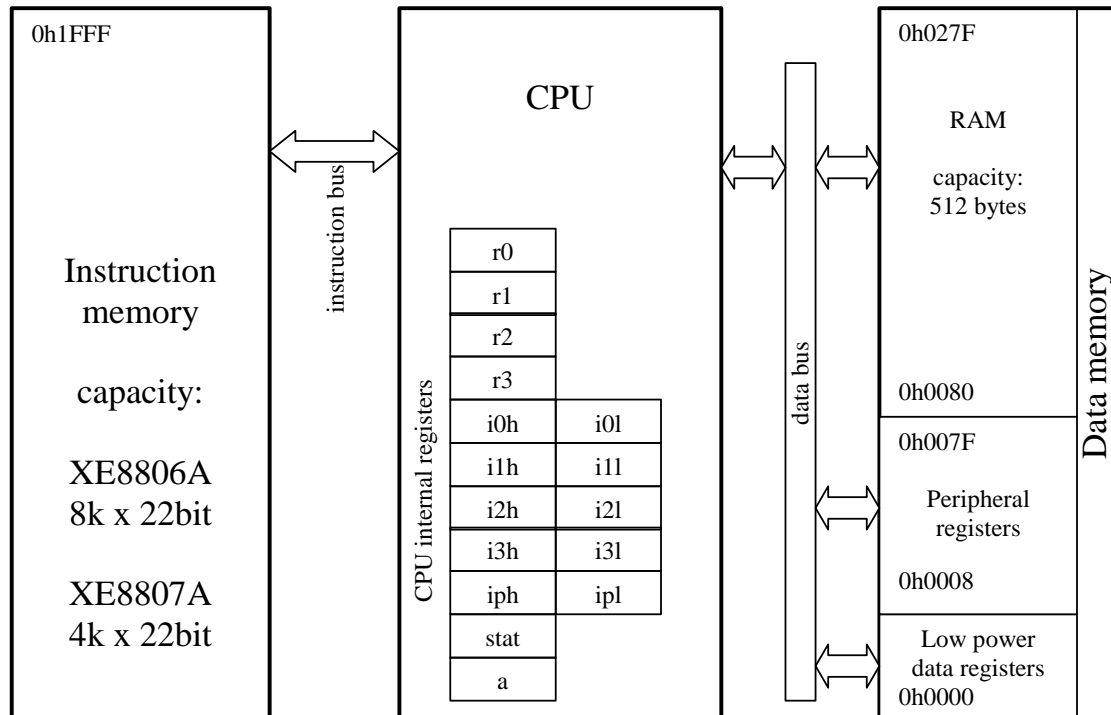 0h1FFF
Instruction
memory
capacity:
XE8806A
8k x 22bit
XE8807A
4k x 22bit
instruction bus
CPU
CPU internal registers
r0
r1
r2
r3
i0h i0l
i1h i1l
i2h i2l
i3h i3l
iph ipl
stat
a
data bus
0h027F
RAM
capacity:
512 bytes
0h0080
0h007F
Peripheral
registers
0h0008
Low power
data registers
0h0000
Data memory